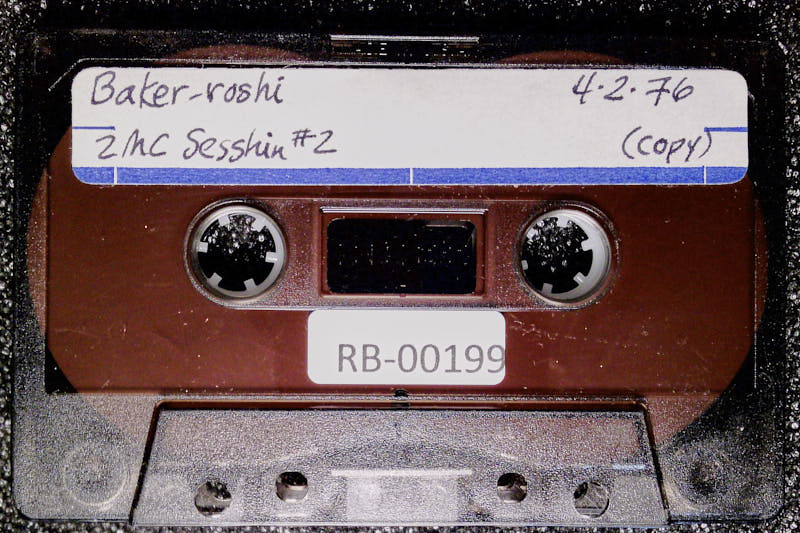 Baker-roshi 4·2·76
ZMC Sesshin #2 (copy)
RB-00199